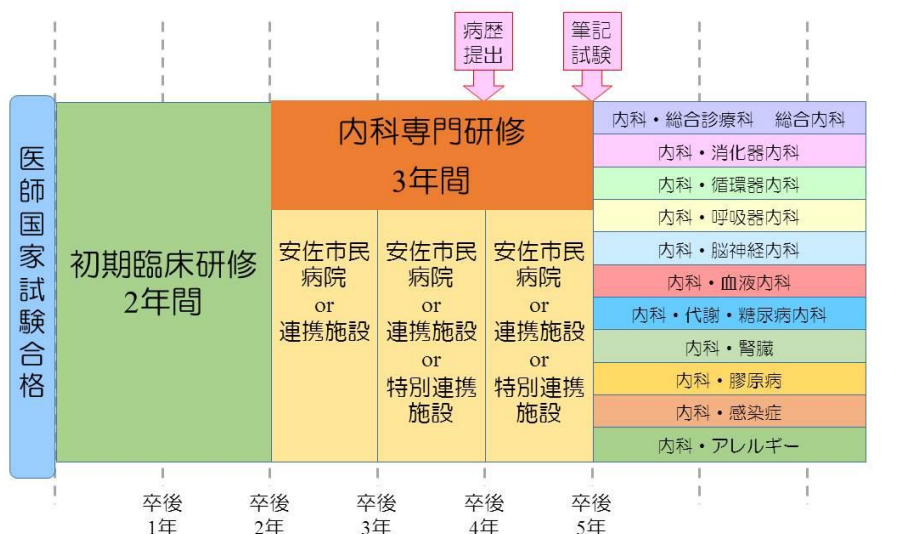 病歴
提出
筆記
試験
医師国家試験合格
初期臨床研修
2年間
内科専門研修
3年間
安佐市民
病院
or
連携施設
安佐市民
病院
or
連携施設
or
特別連携
施設
安佐市民
病院
or
連携施設
or
特別連携
施設
内科・総合診療科　総合内科
内科・消化器内科
内科・循環器内科
内科・呼吸器内科
内科・脳神経内科
内科・血液内科
内科・代謝・糖尿病内科
内科・腎臓
内科・膠原病
内科・感染症
内科・アレルギー
卒後
1年
卒後
2年
卒後
3年
卒後
4年
卒後
5年